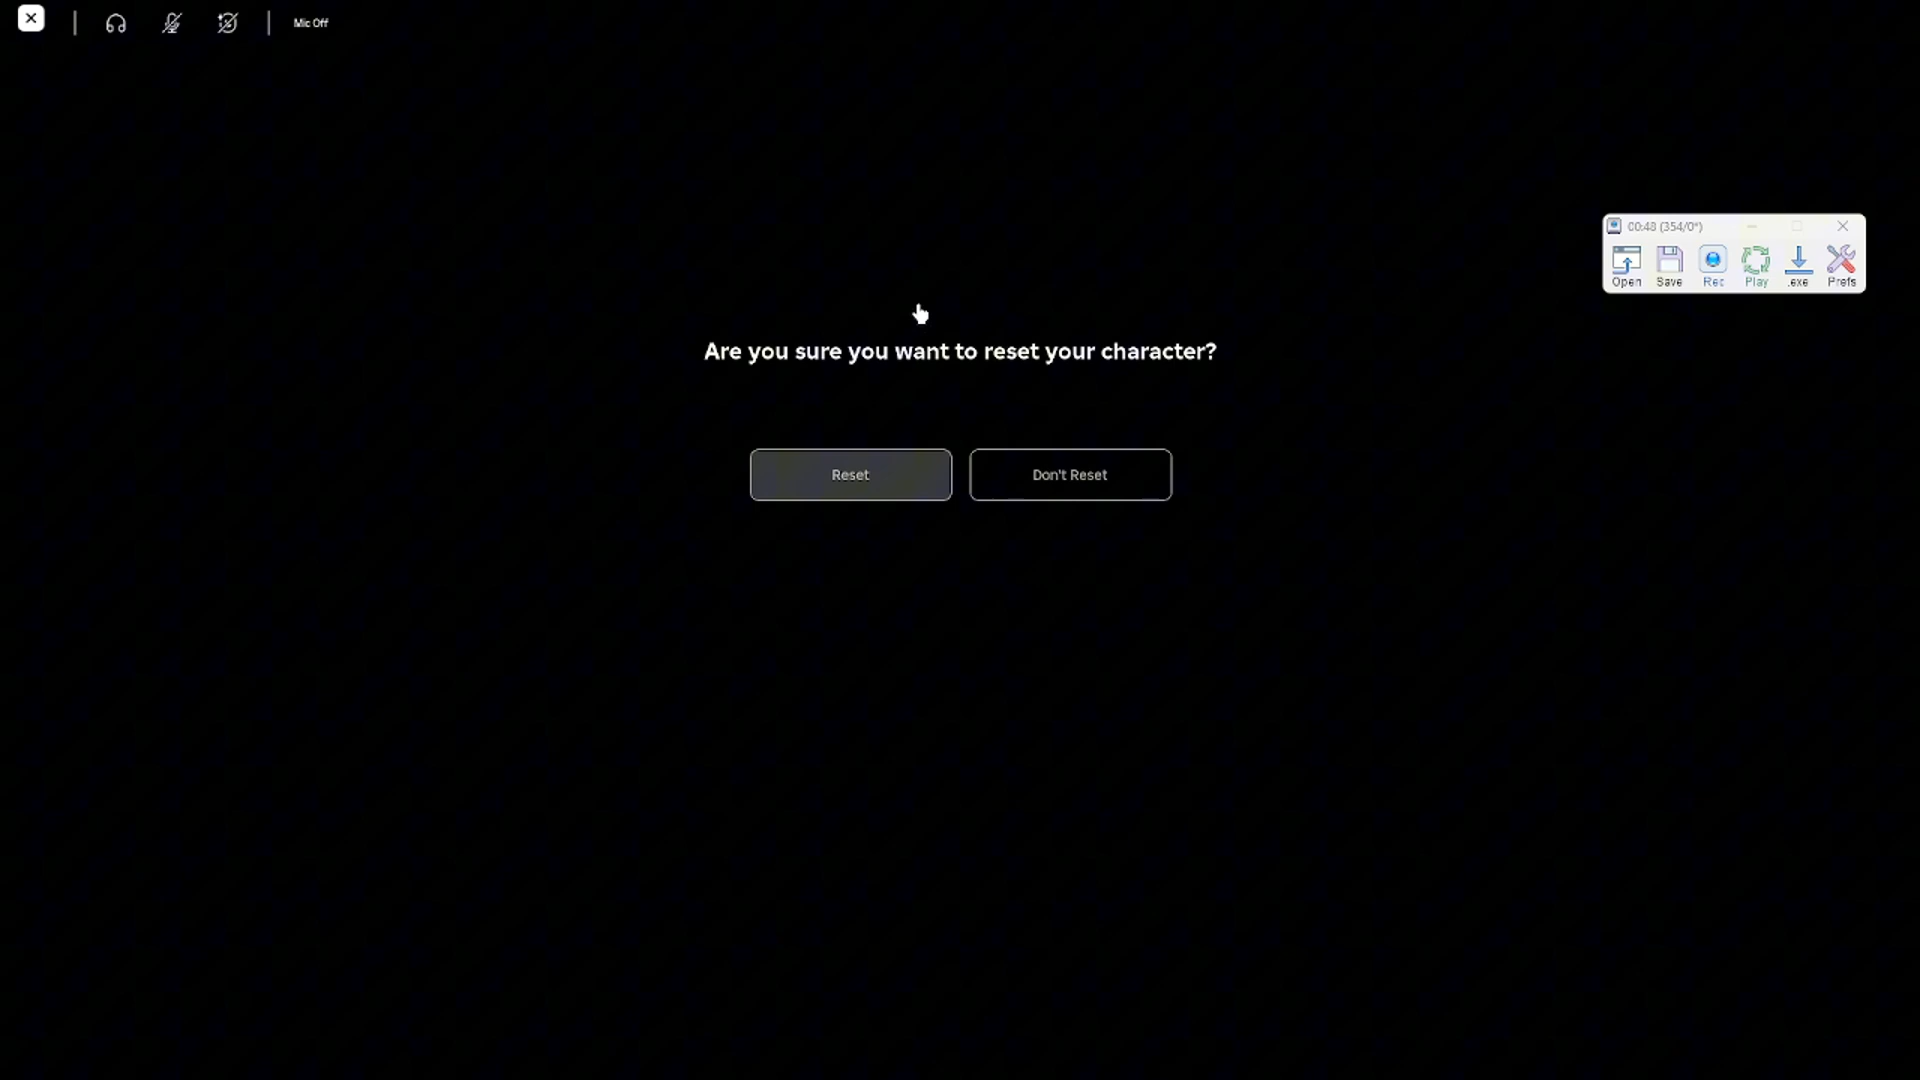 Mic Off
00:48 (354/0*)
Open Save Rec Play .exe Prefs
Are you sure you want to reset your character?
Reset Don't Reset